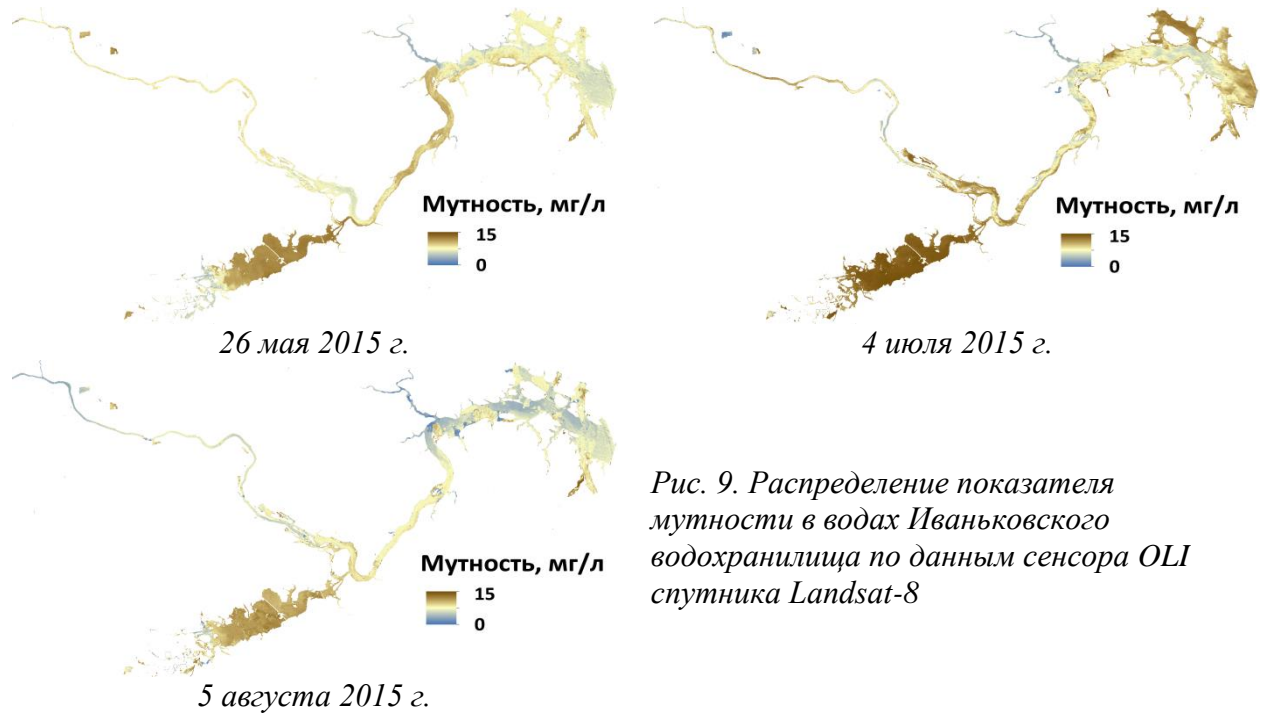 Мутность, мг/л
15
0
26 мая 2015 г.
Мутность, мг/л
15
0
4 июля 2015 г.
Мутность, мг/л
15
0
5 августа 2015 г.
Рис. 9. Распределение показателя
мутности в водах Иваньковского
водохранилища по данным сенсора OLI
спутника Landsat-8